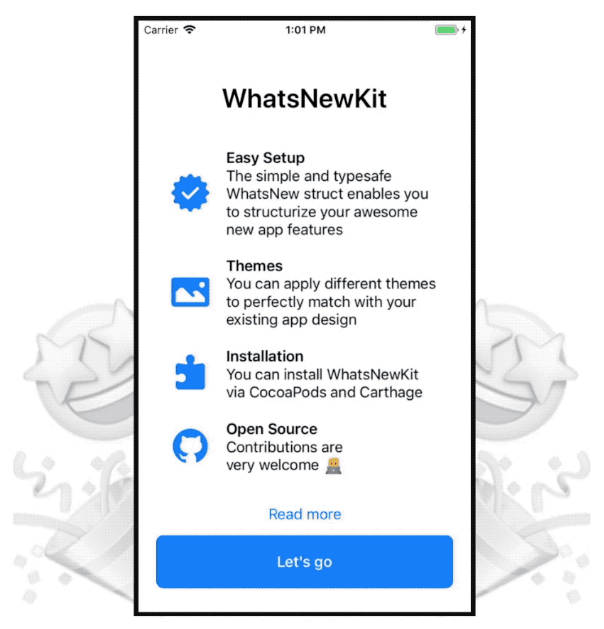 Carrier 1:01 PM
WhatsNewKit
Easy Setup
The simple and typesafe
WhatsNew struct enables you
to structurize your awesome
new app features
Themes
You can apply different themes
to perfectly match with your
existing app design
Installation
You can install WhatsNewKit
via CocoaPods and Carthage
Open Source
Contributions are
very welcome 👨‍💻
Read more
Let's go